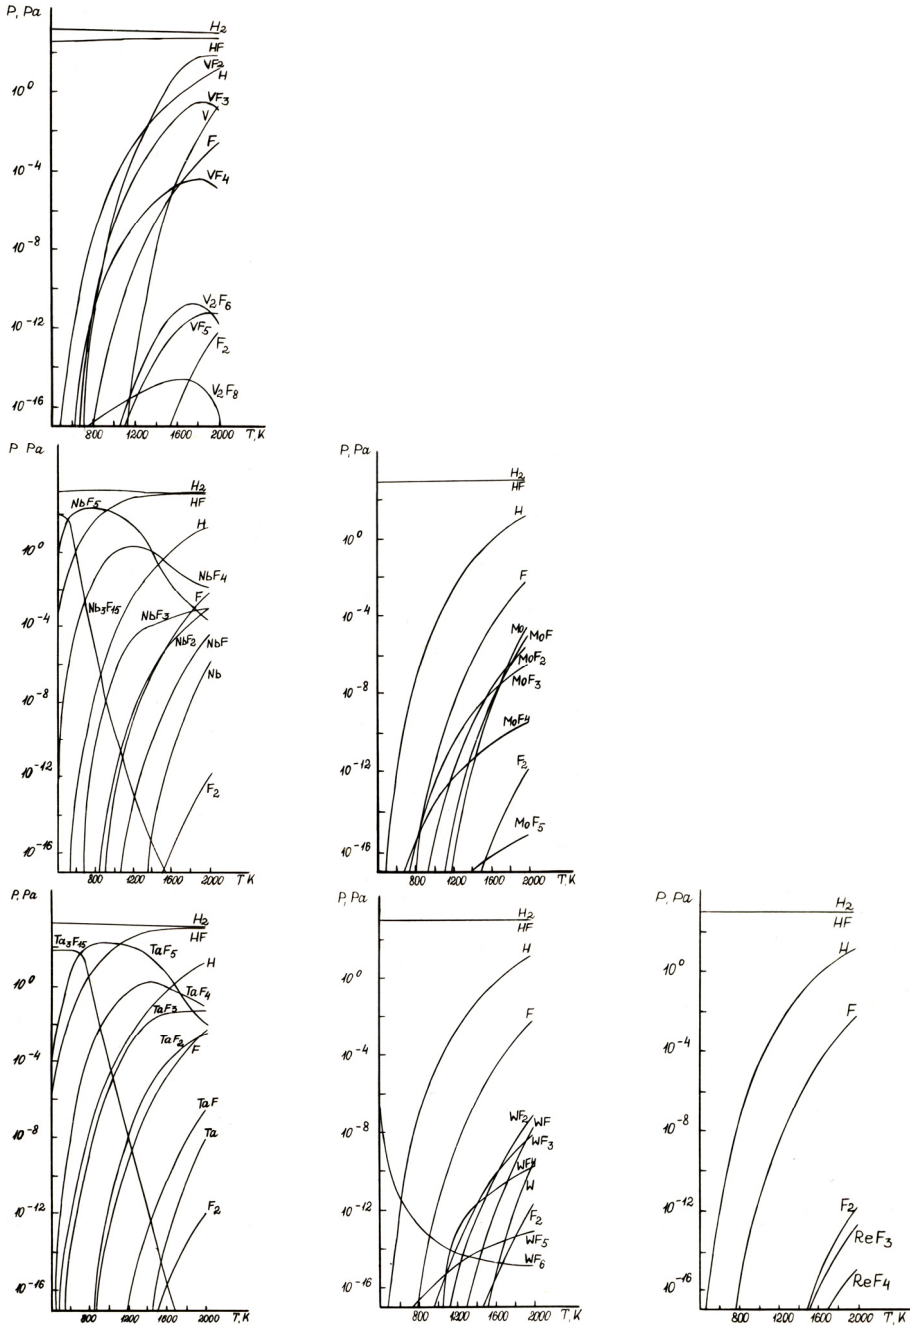 P, Pa
H2
HF
VF2
H
10^0
VF3
V
F
10^-4
VF4
10^-8
V2F6
10^-12
VF5
F2
V2F8
10^-16
800 1200 1600 2000 T, K
P Pa
H2
HF
NbF5
H
10^0
NbF4
F
Nb3F15
NbF3
10^-4
NbF2
NbF
Nb
10^-8
10^-12
F2
10^-16
800 1200 1600 2000 T, K
P, Pa
H2
HF
H
10^0
F
10^-4
Mo
MoF
MoF2
MoF3
10^-8
MoF4
10^-12
F2
MoF5
10^-16
800 1200 1600 2000 T, K
P, Pa
H2
HF
Ta3F15
TaF5
H
10^0
TaF4
TaF3
TaF2
F
10^-4
TaF
10^-8
Ta
10^-12
F2
10^-16
800 1200 1600 2000 T, K
P, Pa
H2
HF
H
10^0
F
10^-4
WF2
WF
10^-8
WF3
WF4
W
10^-12
F2
WF5
WF6
10^-16
800 1200 1600 2000 T, K
P, Pa
H2
HF
H
10^0
F
10^-4
10^-8
10^-12
F2
ReF3
ReF4
10^-16
800 1200 1600 2000 T, K